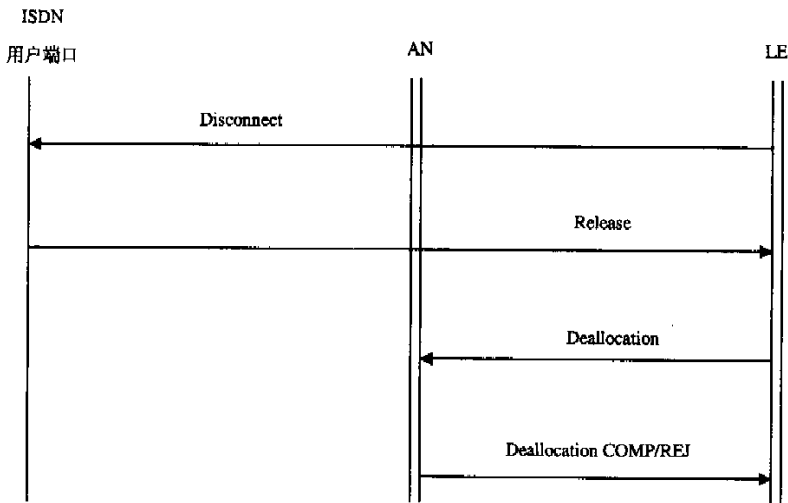 ISDN
用户端口
AN
LE
Disconnect
Release
Deallocation
Deallocation COMP/REJ